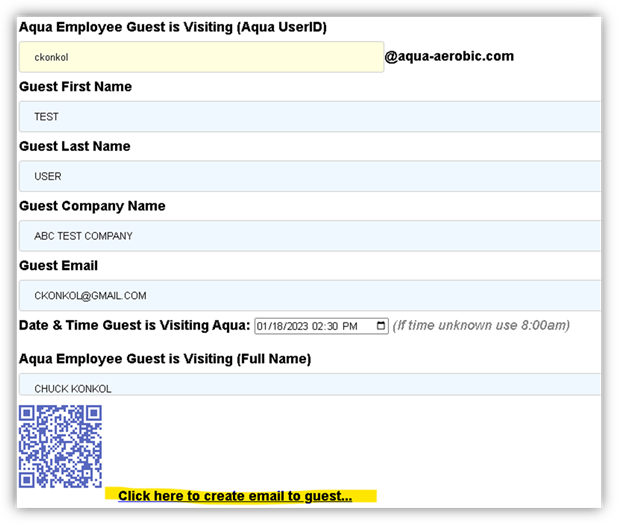 Aqua Employee Guest is Visiting (Aqua UserID)
ckonkol @aqua-aerobic.com
Guest First Name
TEST
Guest Last Name
USER
Guest Company Name
ABC TEST COMPANY
Guest Email
CKONKOL@GMAIL.COM
Date & Time Guest is Visiting Aqua: 01/18/2023 02:30 PM (If time unknown use 8:00am)
Aqua Employee Guest is Visiting (Full Name)
CHUCK KONKOL
Click here to create email to guest...